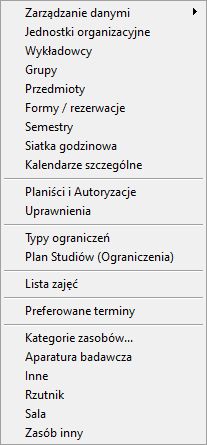 Zarządzanie danymi
Jednostki organizacyjne
Wykładowcy
Grupy
Przedmioty
Formy / rezerwacje
Semestry
Siatka godzinowa
Kalendarze szczególne
Planiści i Autoryzacje
Uprawnienia
Typy ograniczeń
Plan Studiów (Ograniczenia)
Lista zajęć
Preferowane terminy
Kategorie zasobów...
Aparatura badawcza
Inne
Rzutnik
Sala
Zasób inny